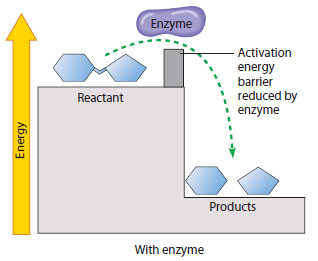 Enzyme
Activation
energy
barrier
reduced by
enzyme
Reactant
Energy
Products
With enzyme